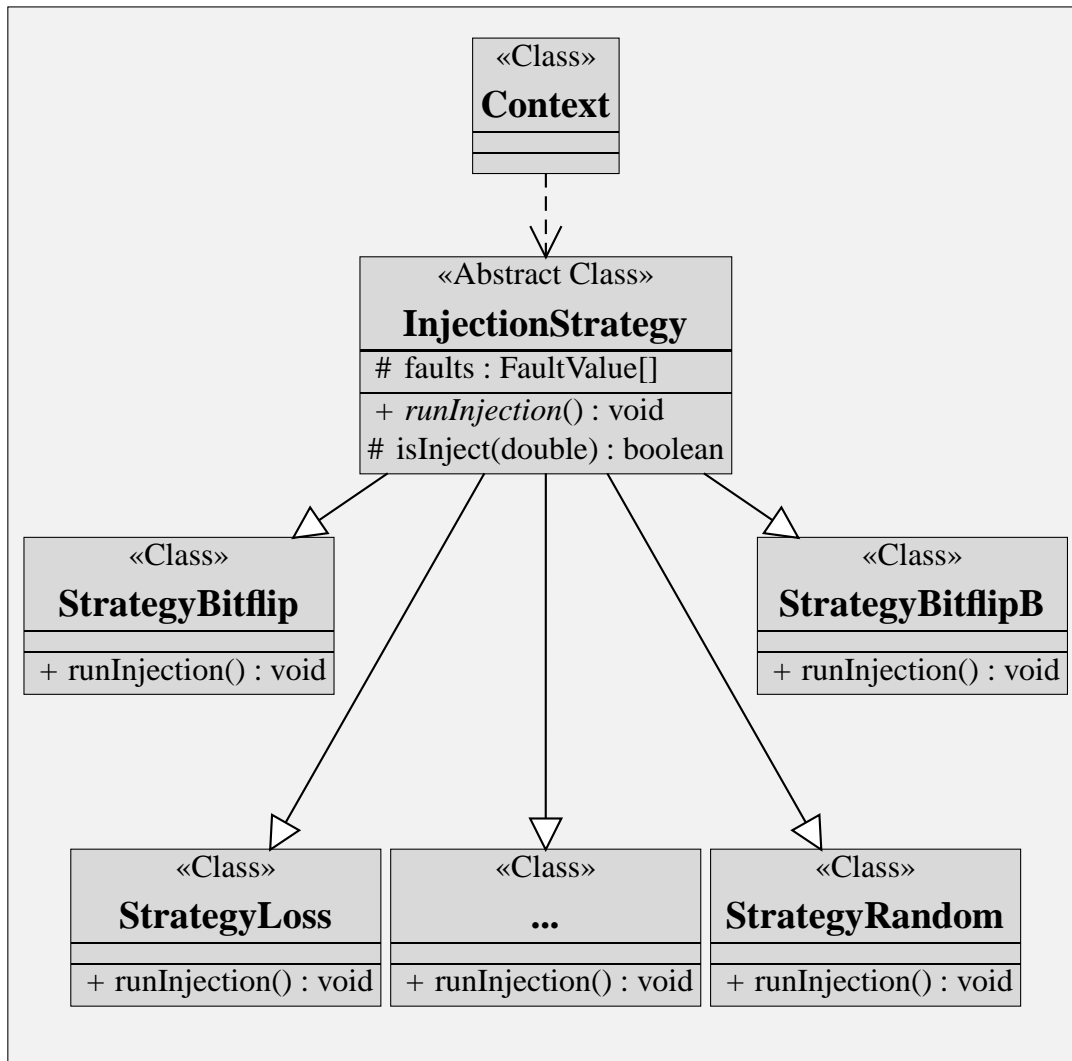 «Class»
Context
«Abstract Class»
InjectionStrategy
# faults : FaultValue[]
+ runInjection() : void
# isInject(double) : boolean
«Class»
StrategyBitflip
+ runInjection() : void
«Class»
StrategyBitflipB
+ runInjection() : void
«Class»
StrategyLoss
+ runInjection() : void
«Class»
...
+ runInjection() : void
«Class»
StrategyRandom
+ runInjection() : void